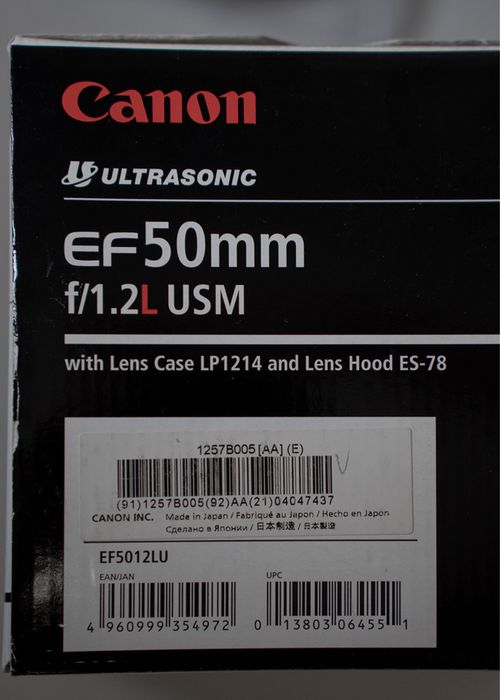 Canon
ULTRASONIC
EF50mm
f/1.2L USM
with Lens Case LP1214 and Lens Hood ES-78
1257B005 [AA] (E)
(91)1257B005(92)AA(21)04047437
CANON INC. Made in Japan / Fabriqué au Japon / Hecho en Japón
Сделано в Японии / 日本制造 / 日本製造
EF5012LU
EAN/JAN UPC
4 960999 354972 0 13803 06455 1